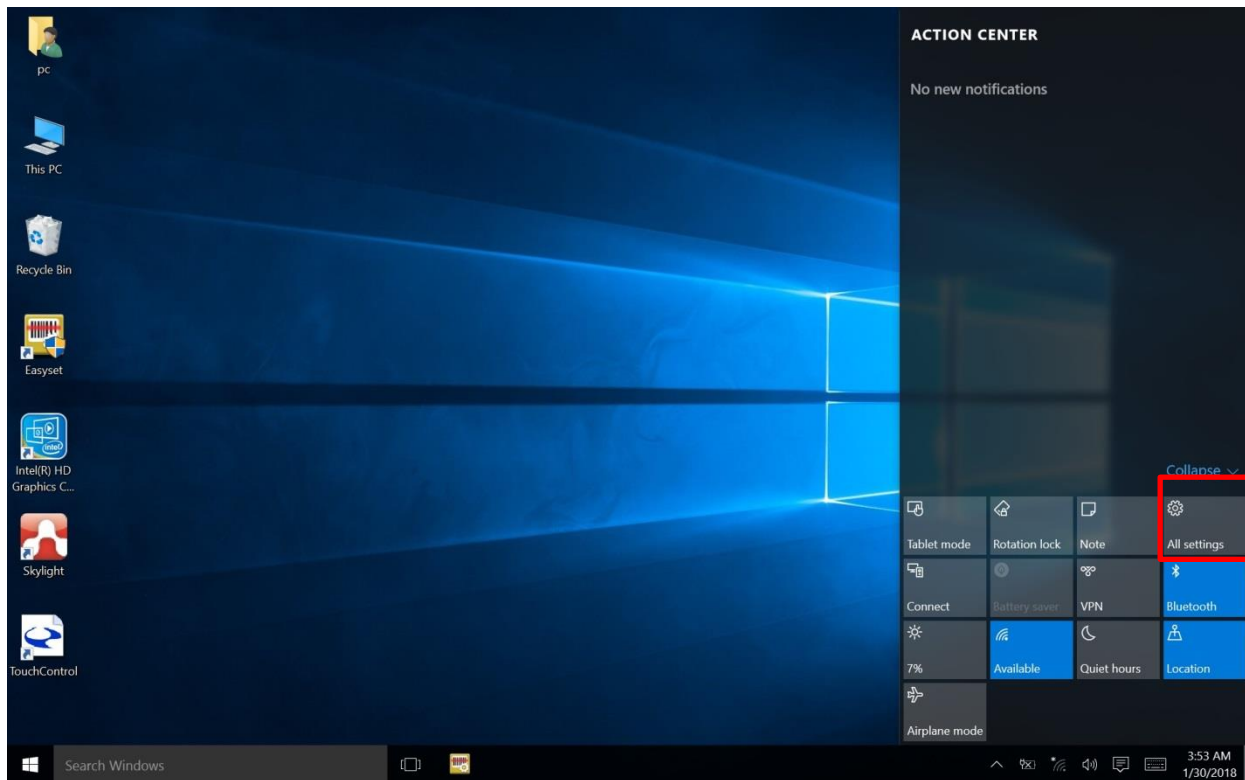 pc
This PC
Recycle Bin
Easyset
intel
Intel(R) HD
Graphics C...
Skylight
TouchControl
ACTION CENTER
No new notifications
Collapse
Tablet mode
Rotation lock
Note
All settings
Connect
Battery saver
VPN
Bluetooth
7%
Available
Quiet hours
Location
Airplane mode
Search Windows
3:53 AM
1/30/2018